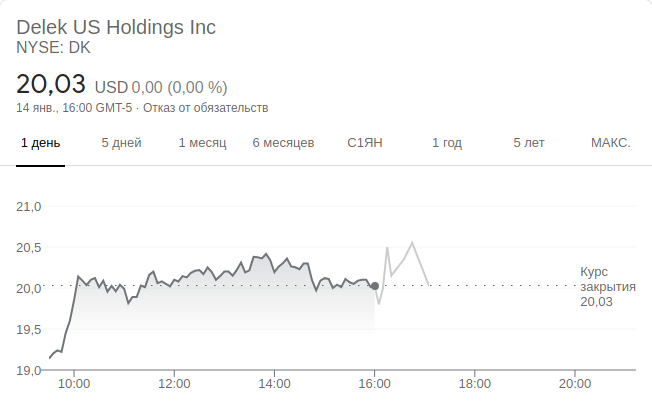 Delek US Holdings Inc
NYSE: DK
20,03 USD 0,00 (0,00 %)
14 янв., 16:00 GMT-5 · Отказ от обязательств
1 день 5 дней 1 месяц 6 месяцев С1ЯН 1 год 5 лет МАКС.
21,0
20,5
20,0
19,5
19,0
Курс
закрытия
20,03
10:00 12:00 14:00 16:00 18:00 20:00